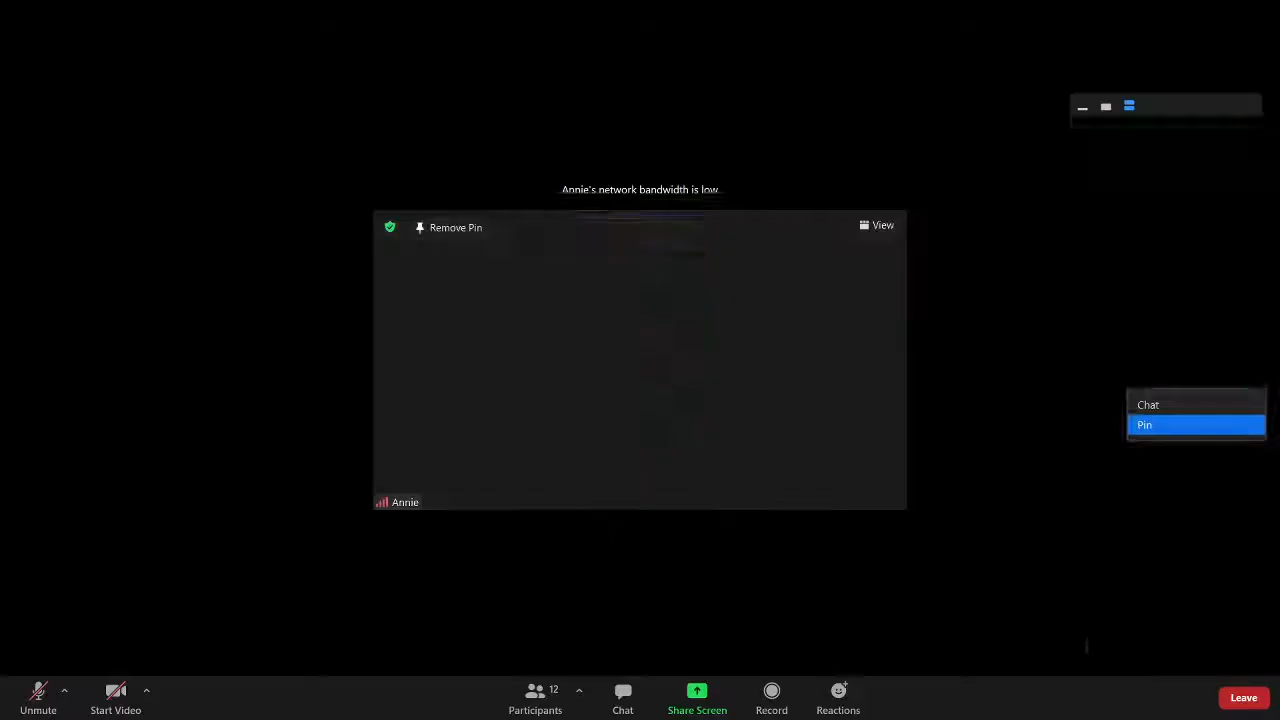 Annie's network bandwidth is low
Remove Pin
View
Chat
Pin
Annie
Unmute
Start Video
12
Participants
Chat
Share Screen
Record
Reactions
Leave